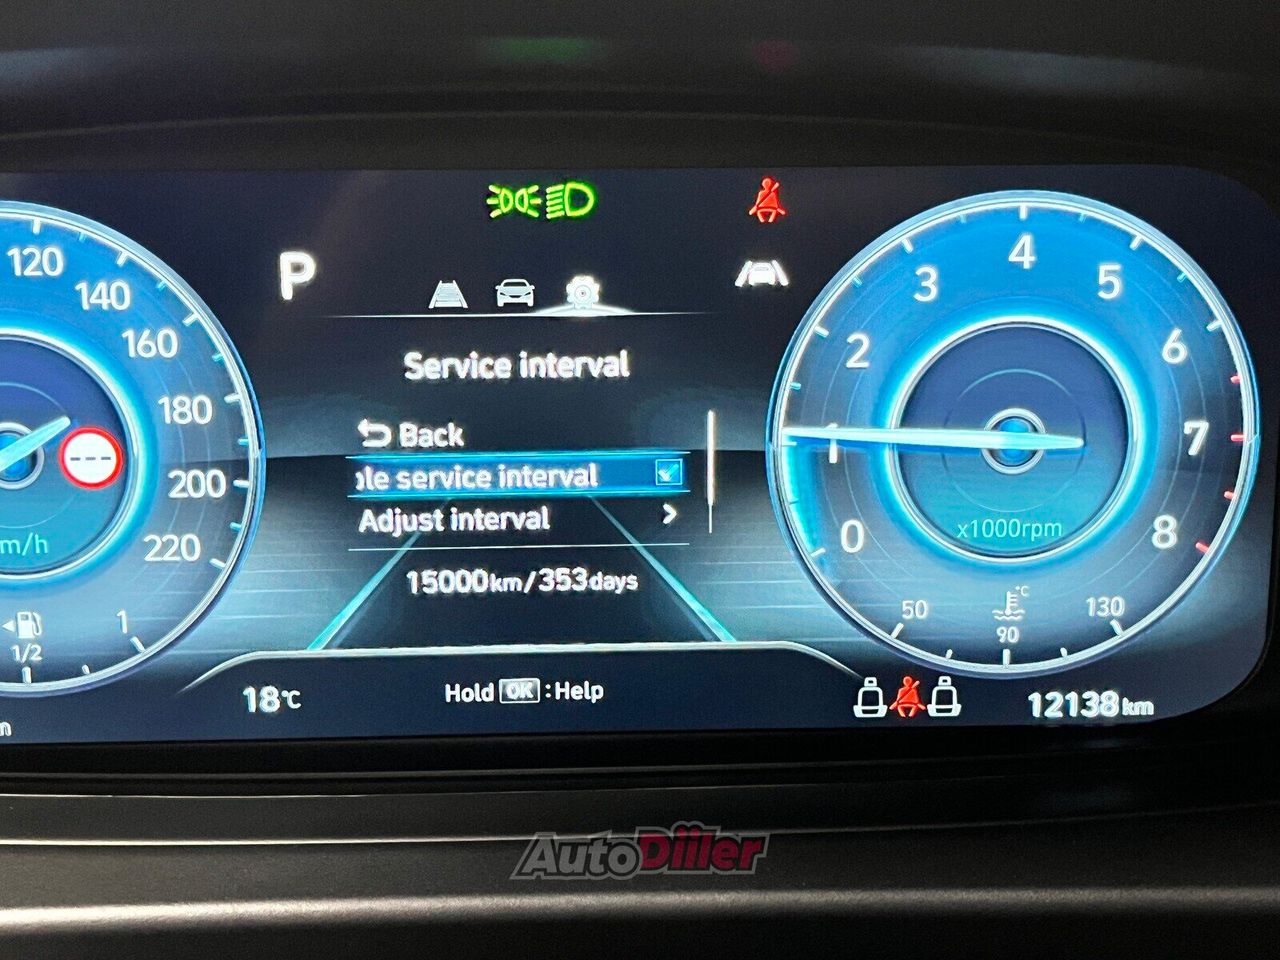 120
140
160
180
200
220
m/h
1/2
1
P
Service interval
Back
le service interval
Adjust interval
15000km/353days
18°C
Hold OK :Help
0
1
2
3
4
5
6
7
8
x1000rpm
°C
50
90
130
12138km
AutoDiller